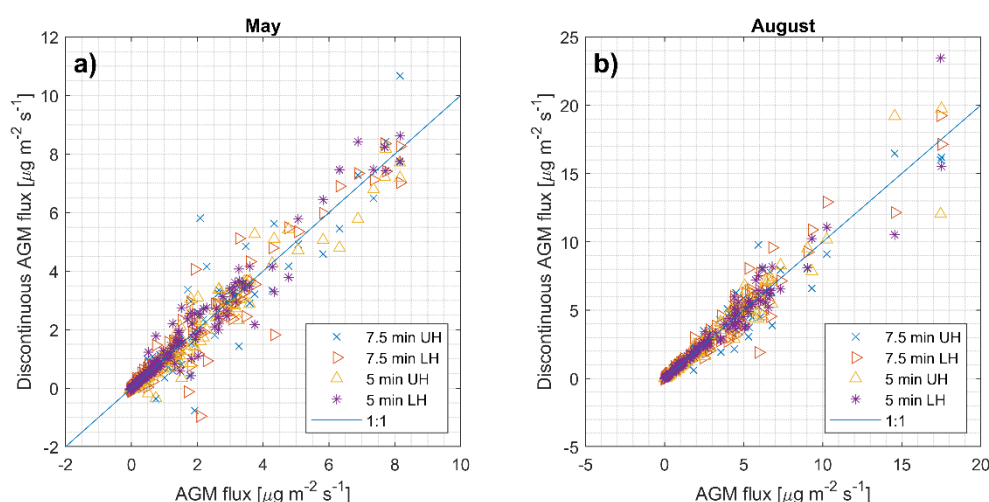 May
a)
Discontinuous AGM flux [μg m⁻² s⁻¹]
12
10
8
6
4
2
0
-2
-2 0 2 4 6 8 10
AGM flux [μg m⁻² s⁻¹]
7.5 min UH
7.5 min LH
5 min UH
5 min LH
1:1
August
b)
Discontinuous AGM flux [μg m⁻² s⁻¹]
25
20
15
10
5
0
-5
-5 0 5 10 15 20
AGM flux [μg m⁻² s⁻¹]
7.5 min UH
7.5 min LH
5 min UH
5 min LH
1:1